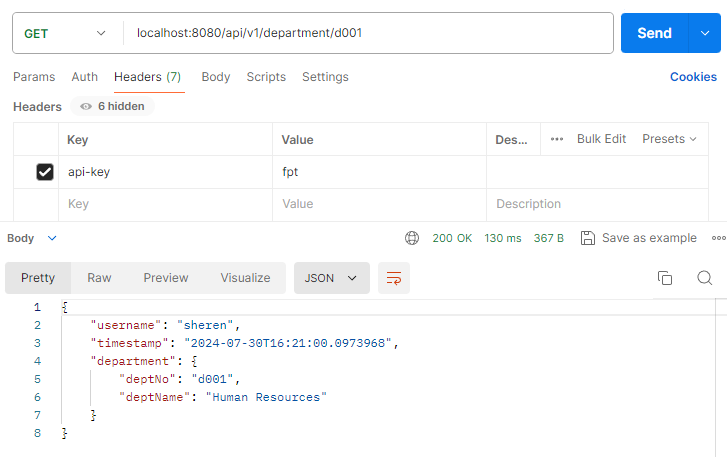 GET localhost:8080/api/v1/department/d001 Send
Params Auth Headers (7) Body Scripts Settings Cookies
Headers 6 hidden
Key Value Des... ••• Bulk Edit Presets
api-key fpt
Key Value Description
Body 200 OK 130 ms 367 B Save as example •••
Pretty Raw Preview Visualize JSON
1 {
2 "username": "sheren",
3 "timestamp": "2024-07-30T16:21:00.0973968",
4 "department": {
5 "deptNo": "d001",
6 "deptName": "Human Resources"
7 }
8 }